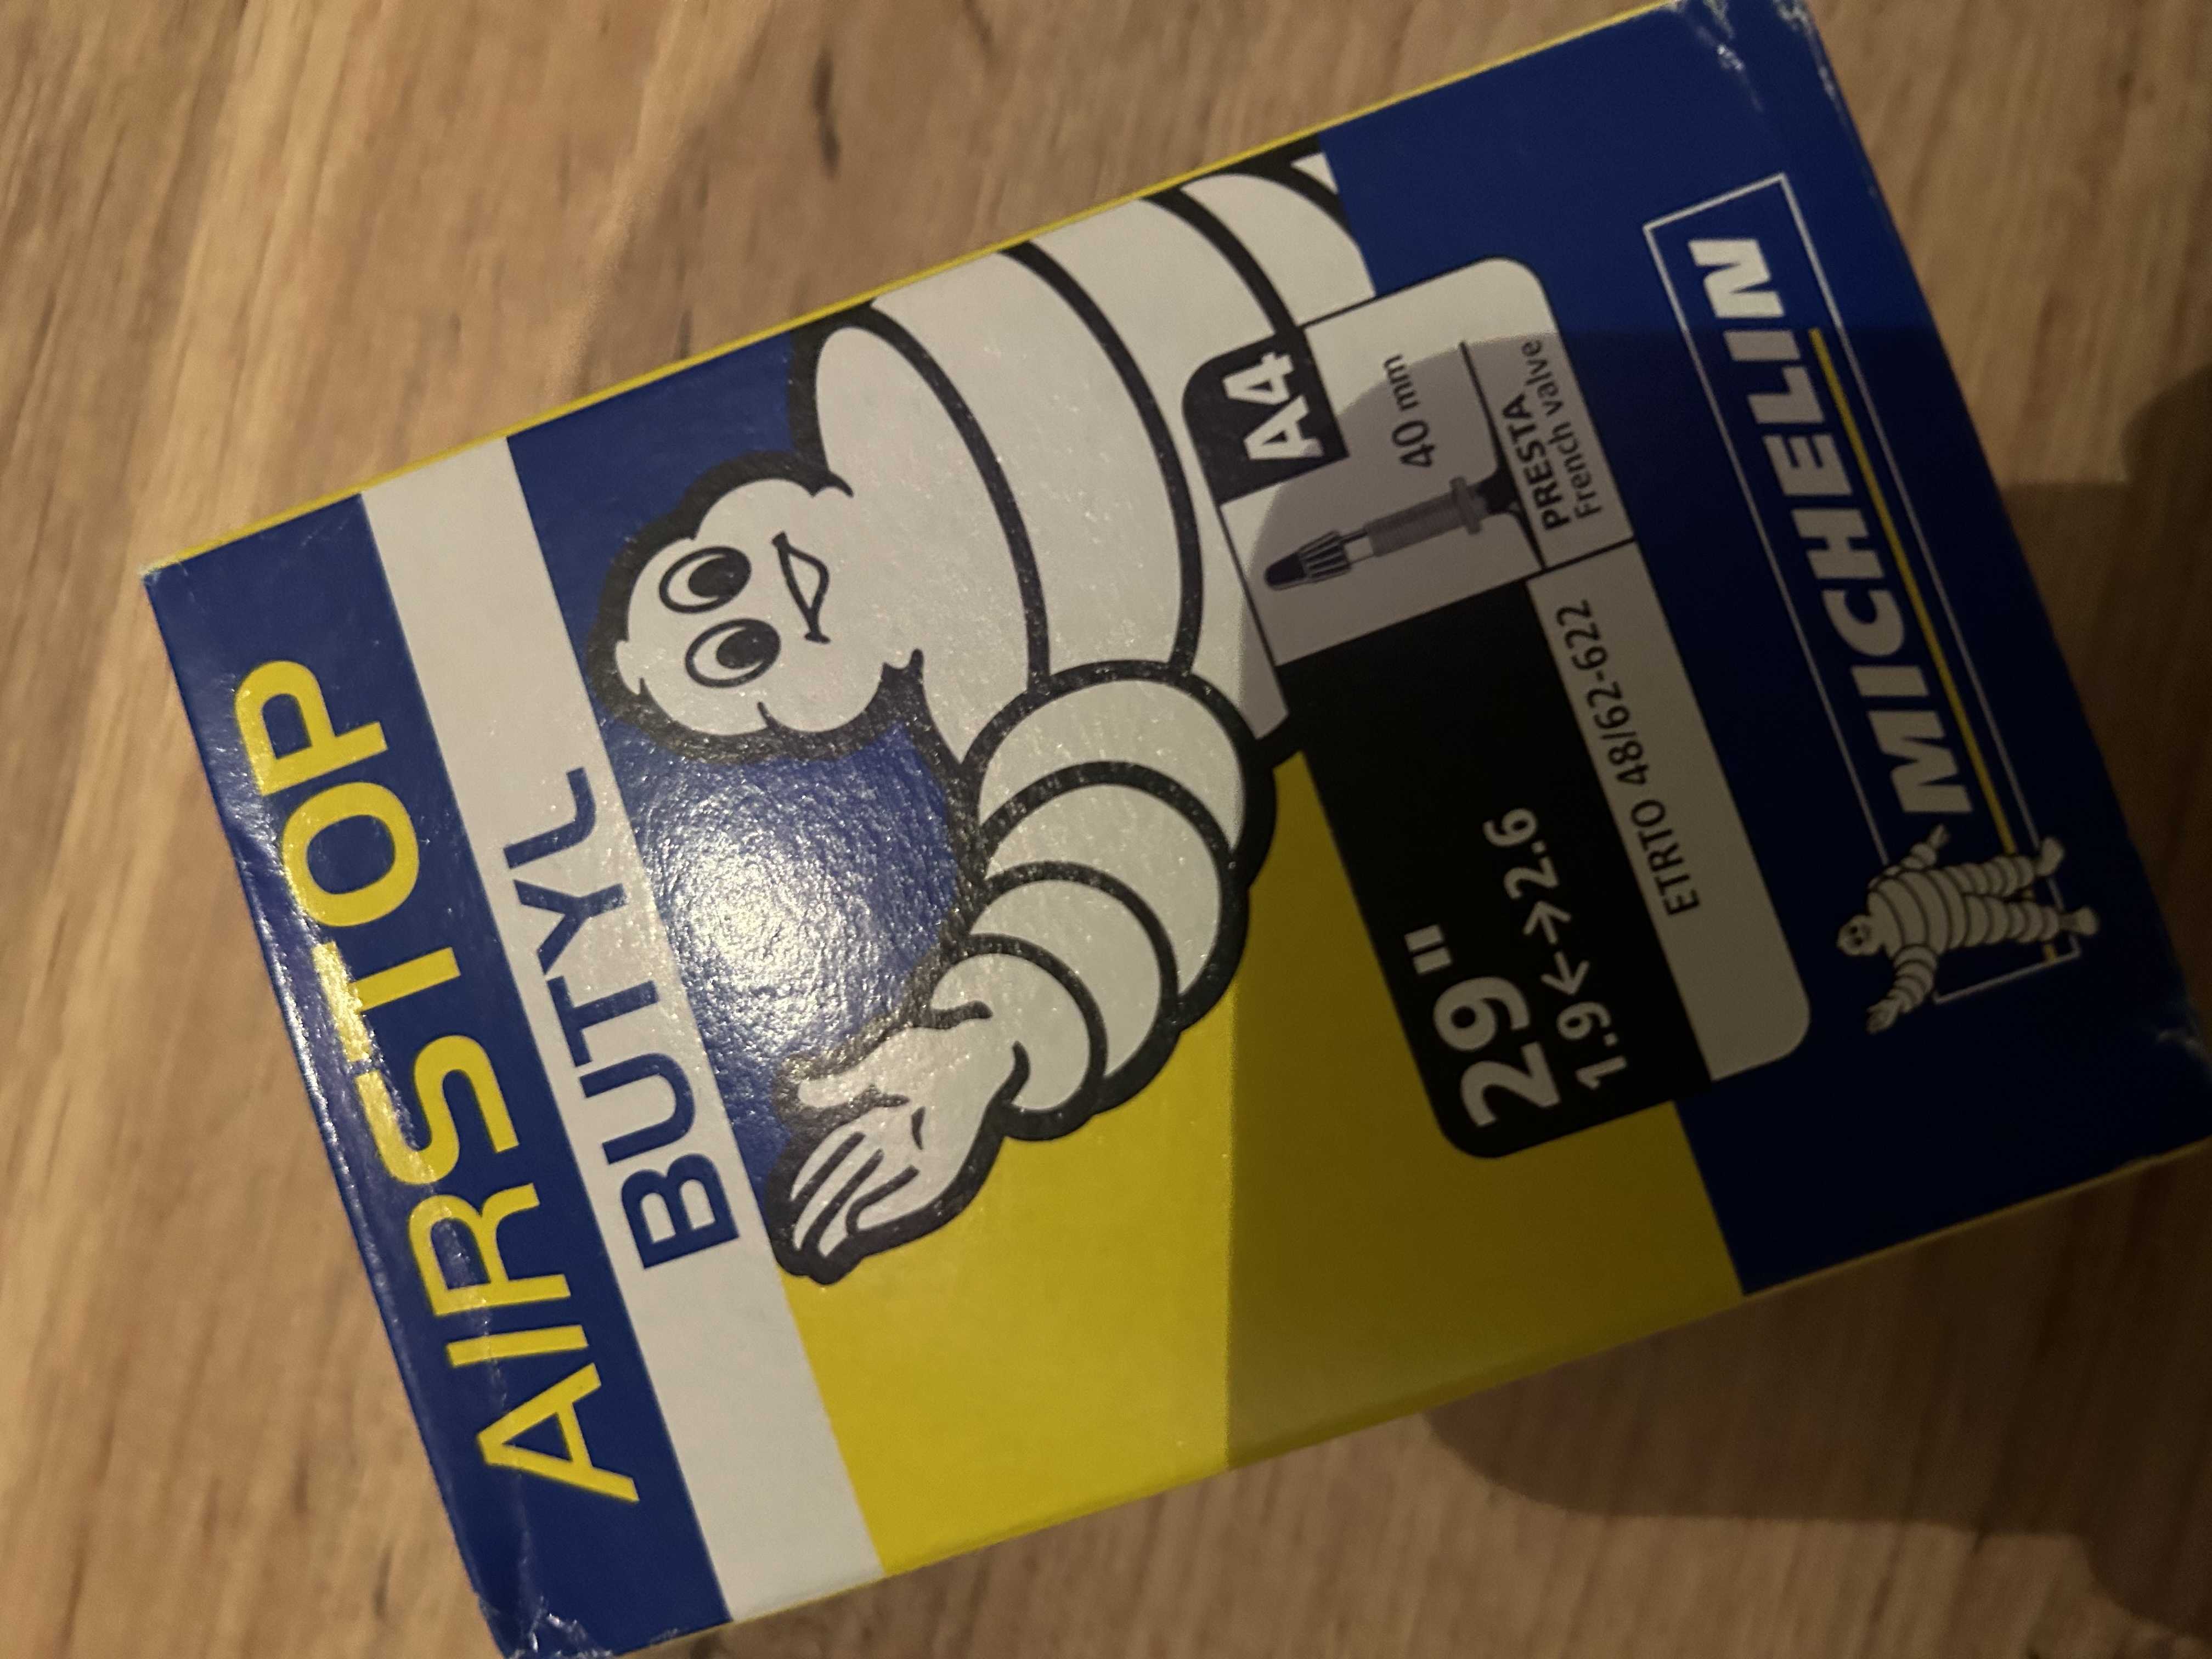 AIRSTOP
BUTYL
A4
40 mm
PRESTA
French valve
29"
1.9<->2.6
ETRTO 48/62-622
MICHELIN